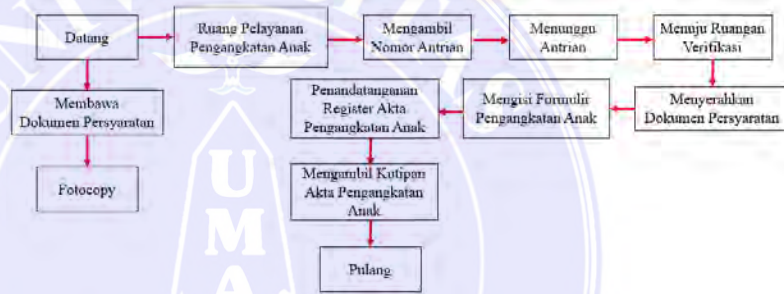 Datang
Ruang Pelayanan
Pengangkatan Anak
Mengambil
Nomor Antrian
Menunggu
Antrian
Menuju Ruangan
Verifikasi
Membawa
Dokumen Persyaratan
Penandatanganan
Register Akta
Pengangkatan Anak
Mengisi Formulir
Pengangkatan Anak
Menyerahkan
Dokumen Persyaratan
Fotocopy
Mengambil Kutipan
Akta Pengangkatan
Anak
Pulang
UMA